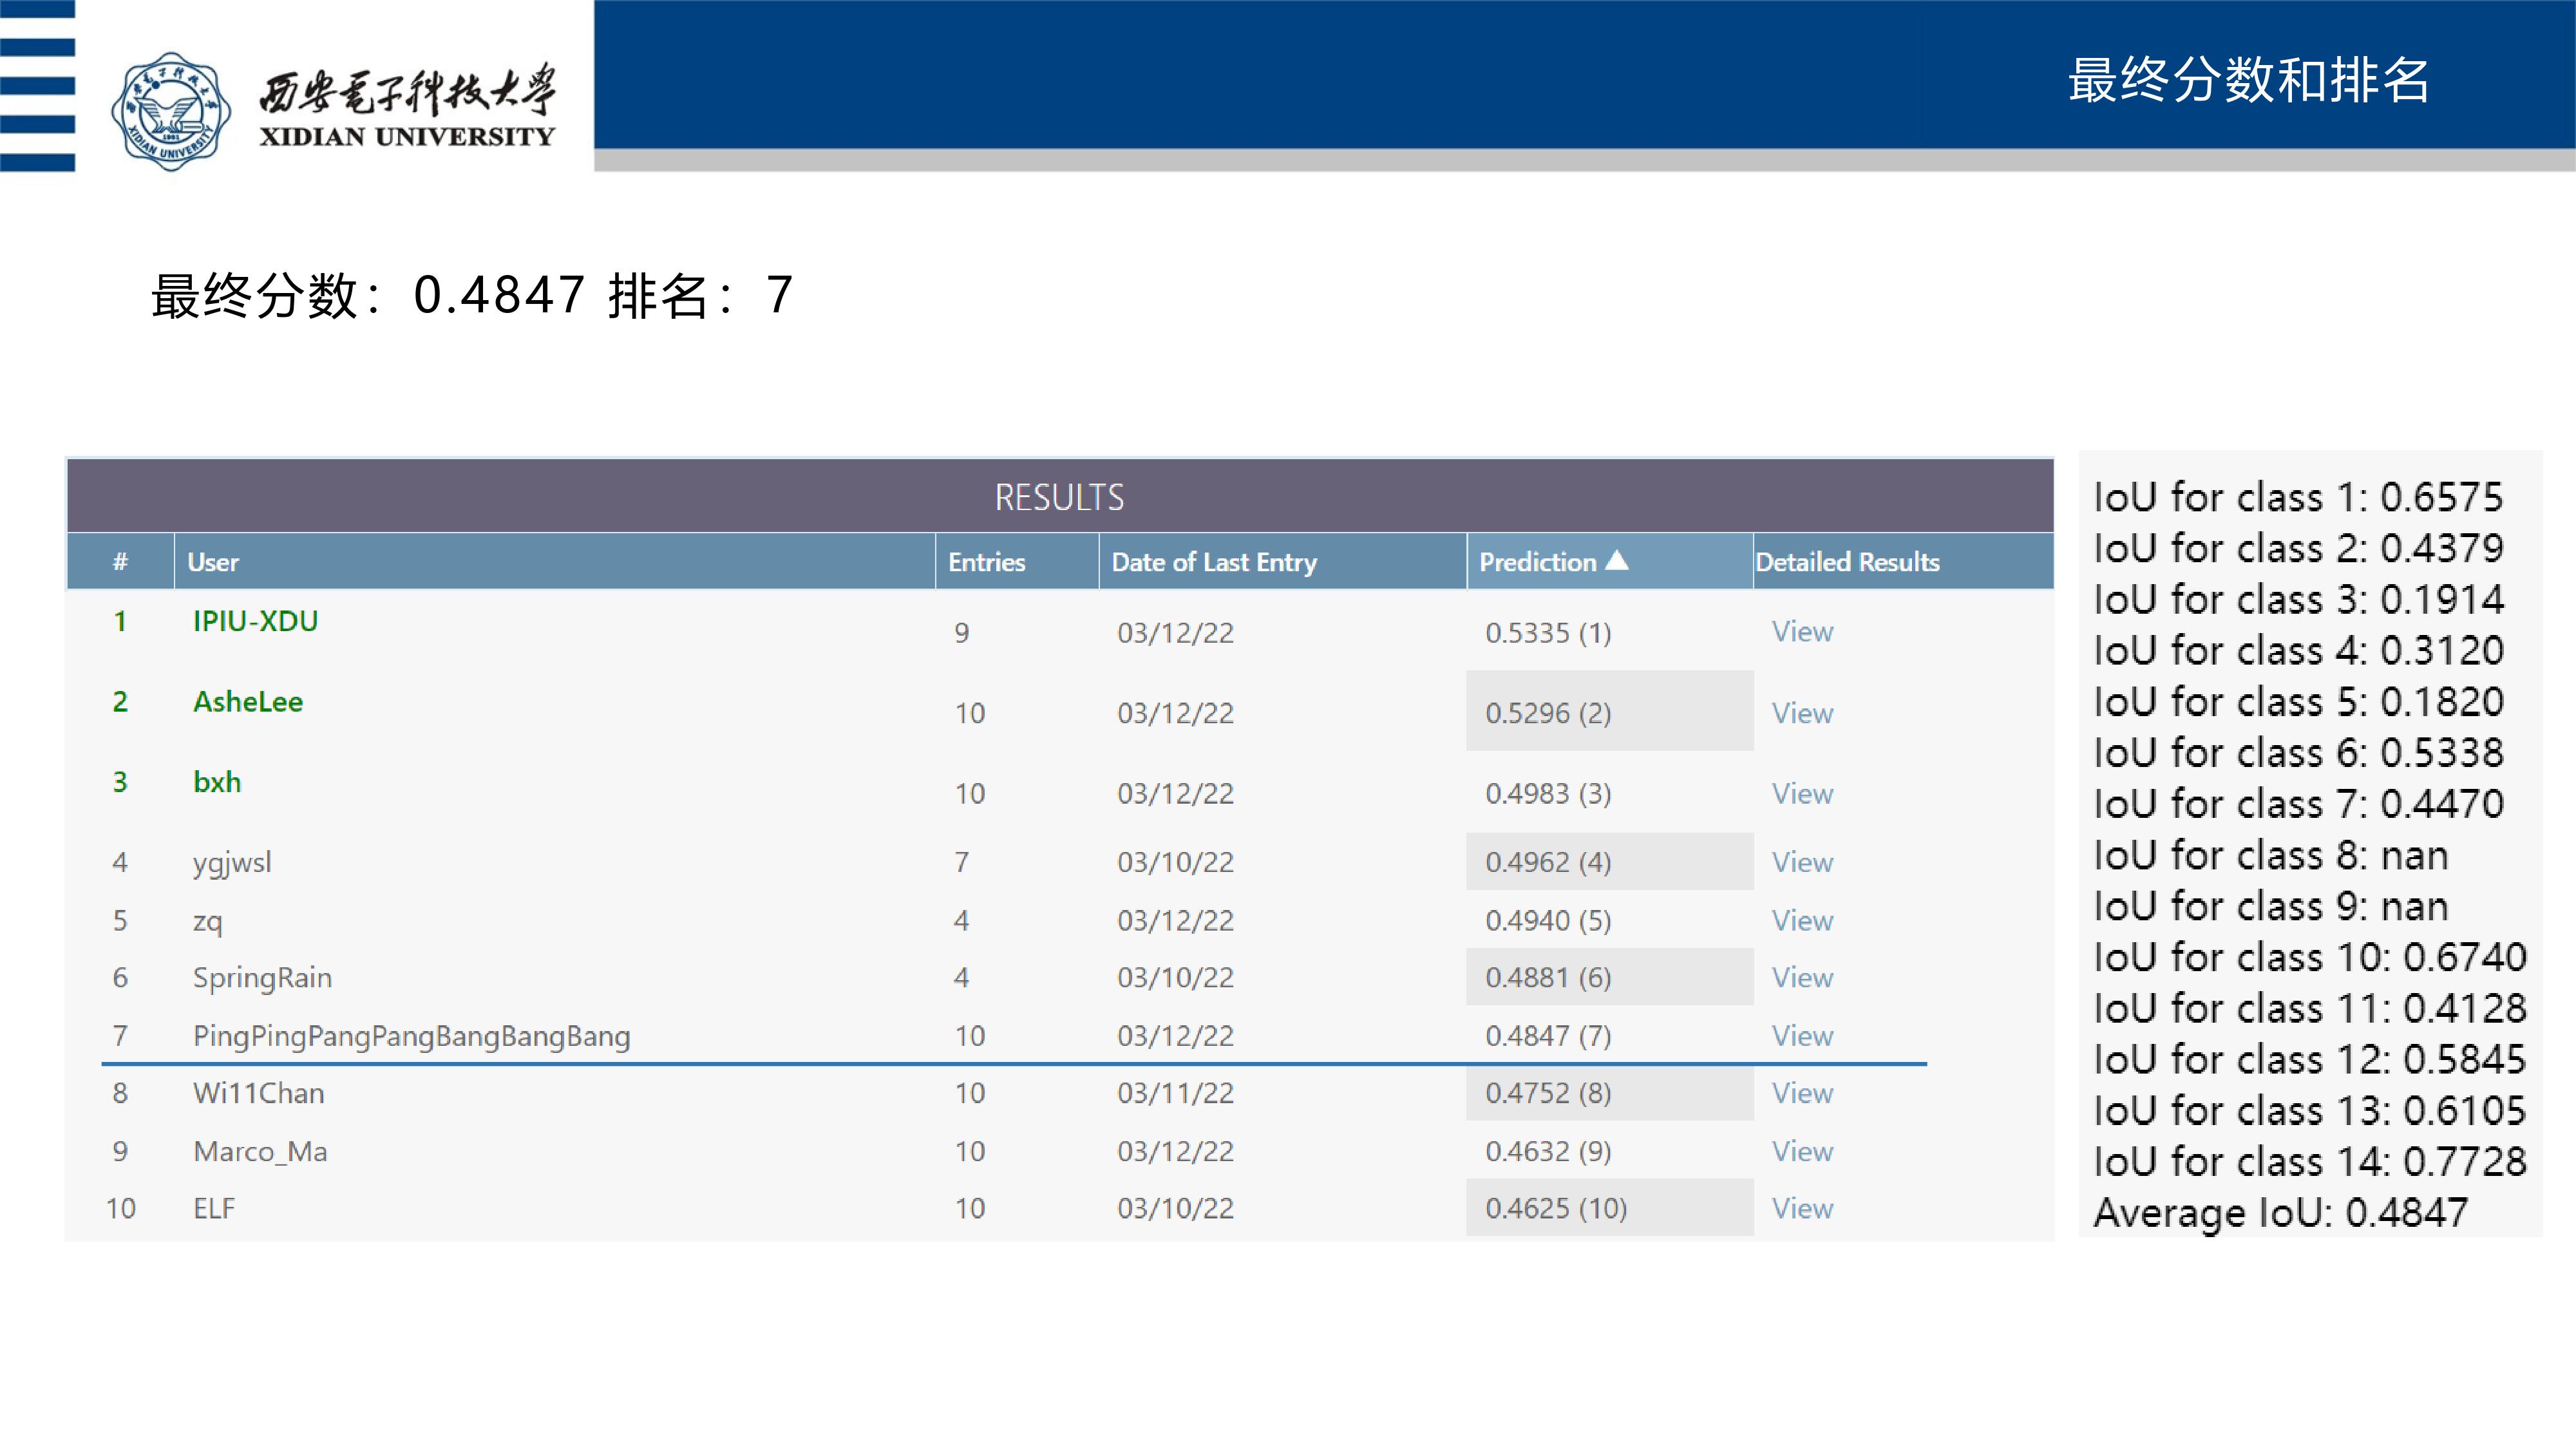 西安電子科技大学
XIDIAN UNIVERSITY
XIDIAN UNIVERSITY
1931
最终分数和排名
最终分数：0.4847 排名：7
RESULTS
# User Entries Date of Last Entry Prediction ▲ Detailed Results
1 IPIU-XDU 9 03/12/22 0.5335 (1) View
2 AsheLee 10 03/12/22 0.5296 (2) View
3 bxh 10 03/12/22 0.4983 (3) View
4 ygjwsl 7 03/10/22 0.4962 (4) View
5 zq 4 03/12/22 0.4940 (5) View
6 SpringRain 4 03/10/22 0.4881 (6) View
7 PingPingPangPangBangBangBang 10 03/12/22 0.4847 (7) View
8 Wi11Chan 10 03/11/22 0.4752 (8) View
9 Marco_Ma 10 03/12/22 0.4632 (9) View
10 ELF 10 03/10/22 0.4625 (10) View
IoU for class 1: 0.6575
IoU for class 2: 0.4379
IoU for class 3: 0.1914
IoU for class 4: 0.3120
IoU for class 5: 0.1820
IoU for class 6: 0.5338
IoU for class 7: 0.4470
IoU for class 8: nan
IoU for class 9: nan
IoU for class 10: 0.6740
IoU for class 11: 0.4128
IoU for class 12: 0.5845
IoU for class 13: 0.6105
IoU for class 14: 0.7728
Average IoU: 0.4847